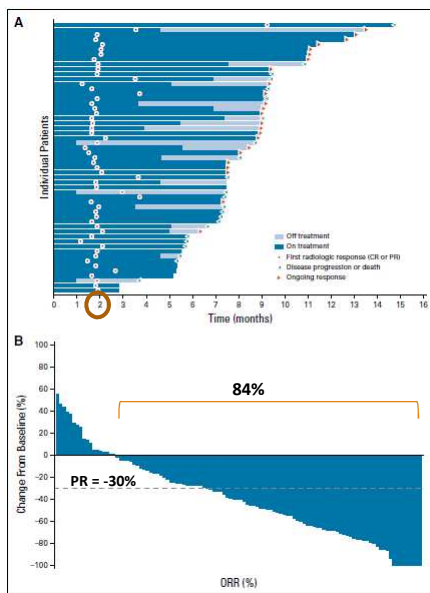 A
Individual Patients
Off treatment
On treatment
First radiologic response (CR or PR)
Disease progression or death
Ongoing response
0 1 2 3 4 5 6 7 8 9 10 11 12 13 14 15 16
Time (months)
B
Change From Baseline (%)
100
80
60
40
20
0
−20
−40
−60
−80
−100
84%
PR = -30%
ORR (%)